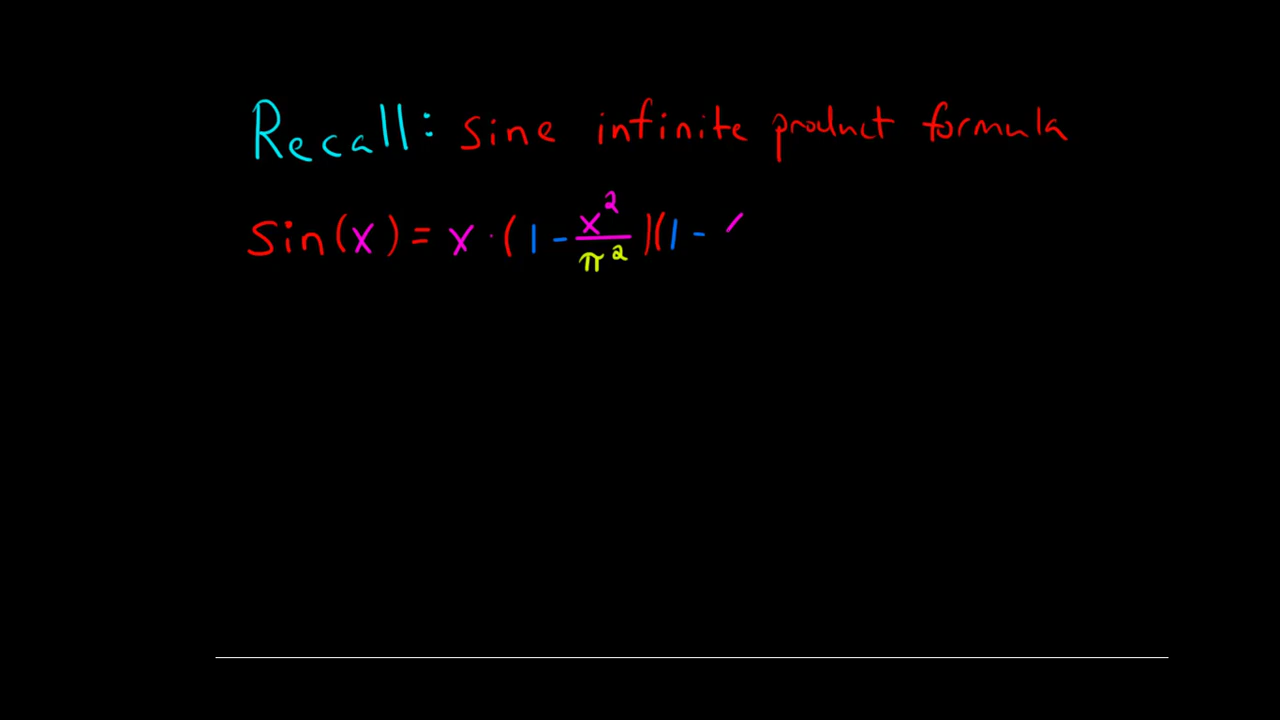 Recall: sine infinite product formula
Sin(x) = x · (1 - x²/π²)(1 -